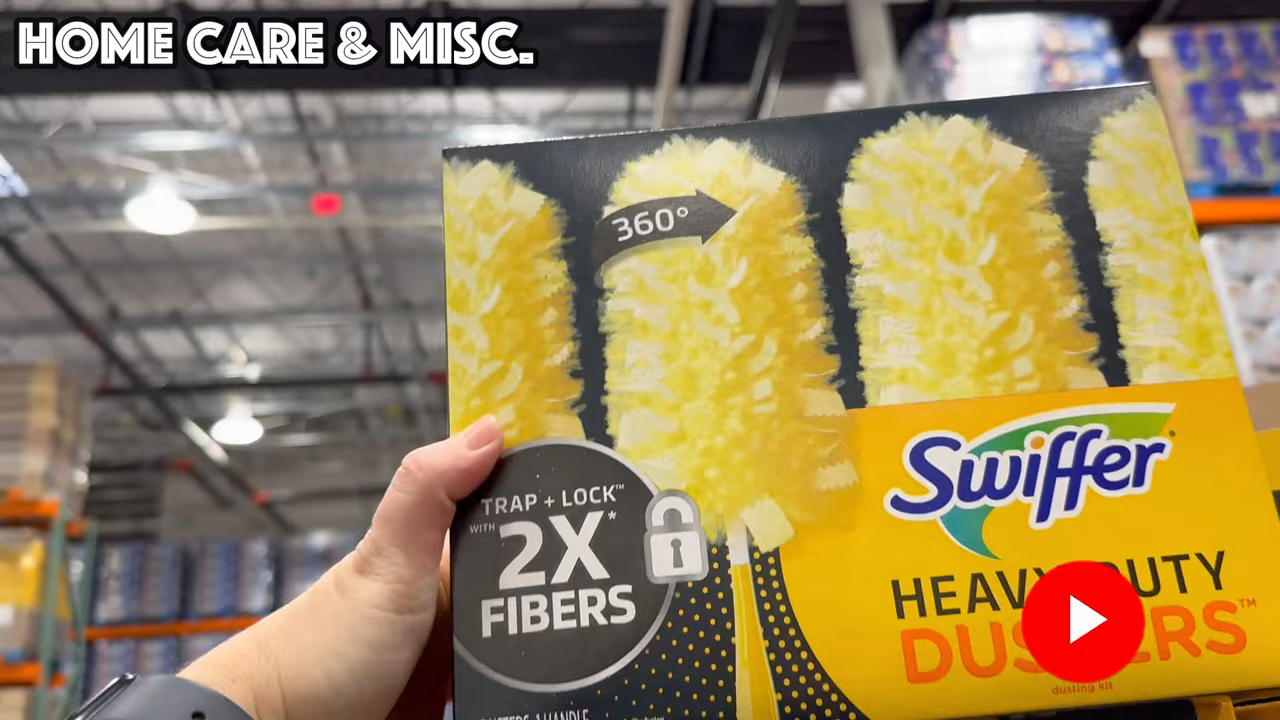 HOME CARE & MISC.
360°
TRAP + LOCK™
WITH 2X*
FIBERS
Swiffer
HEAVY DUTY
DUSTERS™
dusting kit